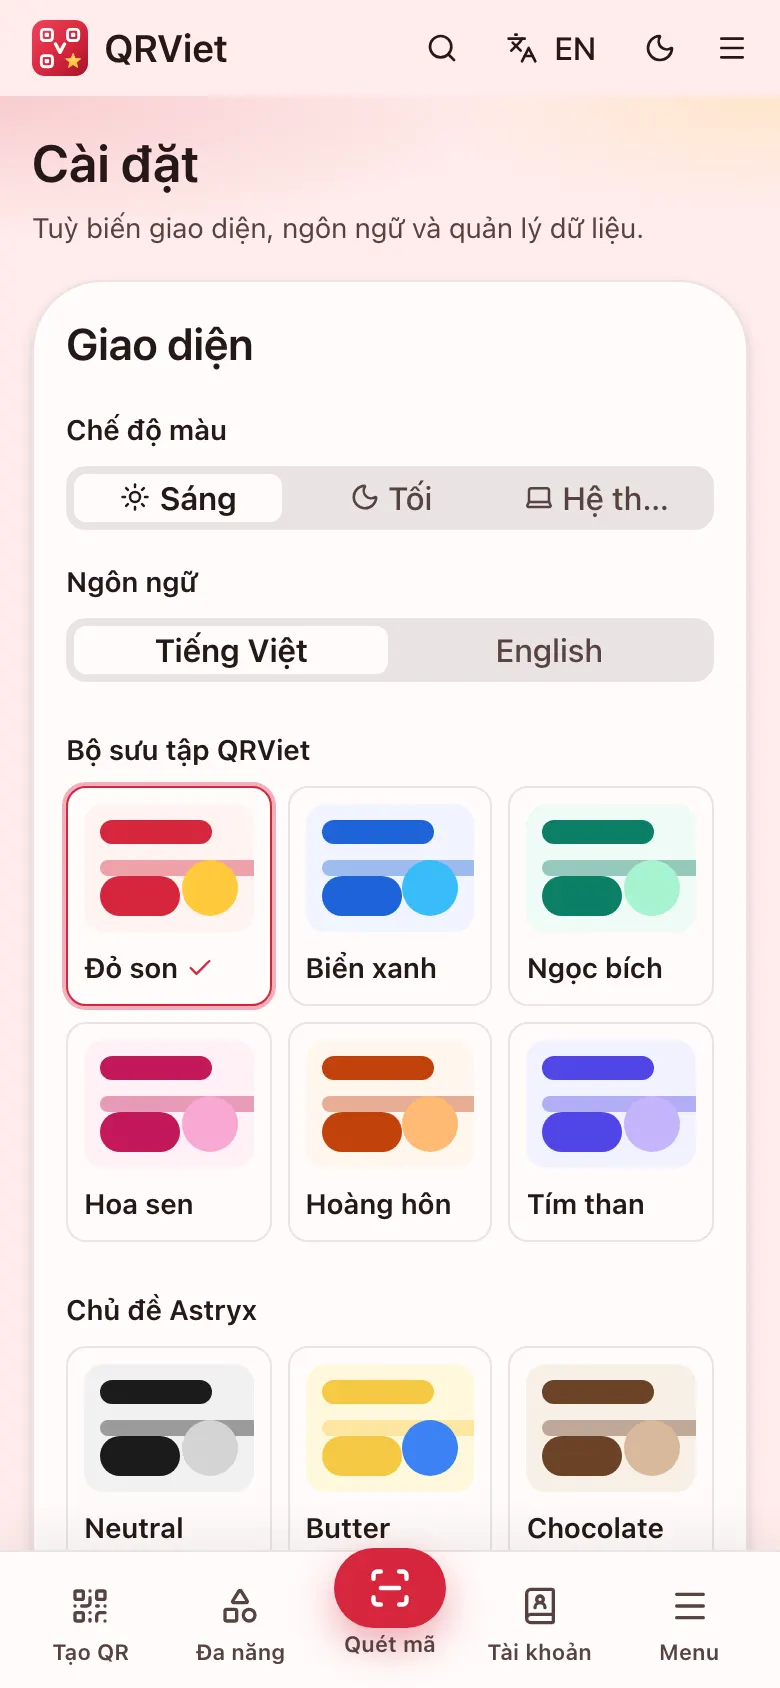 QRViet
EN
Cài đặt
Tuỳ biến giao diện, ngôn ngữ và quản lý dữ liệu.
Giao diện
Chế độ màu
Sáng
Tối
Hệ th...
Ngôn ngữ
Tiếng Việt
English
Bộ sưu tập QRViet
Đỏ son
Biển xanh
Ngọc bích
Hoa sen
Hoàng hôn
Tím than
Chủ đề Astryx
Neutral
Butter
Chocolate
Tạo QR
Đa năng
Quét mã
Tài khoản
Menu